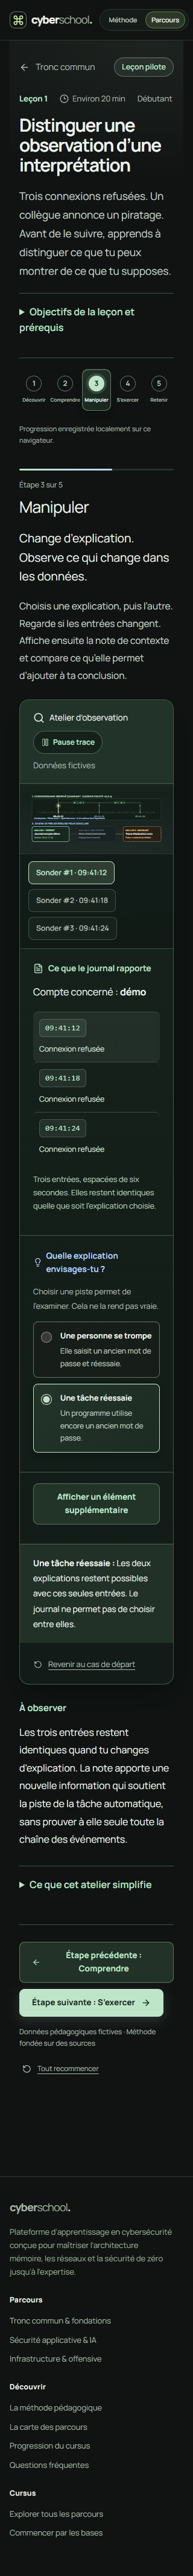 cyberschool.
Méthode
Parcours
Tronc commun
Leçon pilote
Leçon 1
Environ 20 min
Débutant
Distinguer une
observation d’une
interprétation
Trois connexions refusées. Un
collègue annonce un piratage.
Avant de le suivre, apprends à
distinguer ce que tu peux
montrer de ce que tu supposes.
Objectifs de la leçon et
prérequis
1
2
3
4
5
Découvrir
Comprendre
Manipuler
S’exercer
Retenir
Progression enregistrée localement sur ce
navigateur.
Étape 3 sur 5
Manipuler
Change d’explication.
Observe ce qui change dans
les données.
Choisis une explication, puis l’autre.
Regarde si les entrées changent.
Affiche ensuite la note de contexte
et compare ce qu’elle permet
d’ajouter à ta conclusion.
Atelier d’observation
Pause trace
Données fictives
Sonder #1 · 09:41:12
Sonder #2 · 09:41:18
Sonder #3 · 09:41:24
Ce que le journal rapporte
Compte concerné : démo
09:41:12
Connexion refusée
09:41:18
Connexion refusée
09:41:24
Connexion refusée
Trois entrées, espacées de six
secondes. Elles restent identiques
quelle que soit l’explication choisie.
Quelle explication
envisages-tu ?
Choisir une piste permet de
l’examiner. Cela ne la rend pas vraie.
Une personne se trompe
Elle saisit un ancien mot de
passe et réessaie.
Une tâche réessaie
Un programme utilise
encore un ancien mot de
passe.
Afficher un élément
supplémentaire
Une tâche réessaie : Les deux
explications restent possibles
avec ces seules entrées. Le
journal ne permet pas de choisir
entre elles.
Revenir au cas de départ
À observer
Les trois entrées restent
identiques quand tu changes
d’explication. La note apporte une
nouvelle information qui soutient
la piste de la tâche automatique,
sans prouver à elle seule toute la
chaîne des événements.
Ce que cet atelier simplifie
Étape précédente :
Comprendre
Étape suivante : S’exercer
Données pédagogiques fictives · Méthode
fondée sur des sources
Tout recommencer
cyberschool.
Plateforme d’apprentissage en cybersécurité
conçue pour maîtriser l’architecture
mémoire, les réseaux et la sécurité de zéro
jusqu’à l’expertise.
Parcours
Tronc commun & fondations
Sécurité applicative & IA
Infrastructure & offensive
Découvrir
La méthode pédagogique
La carte des parcours
Progression du cursus
Questions fréquentes
Cursus
Explorer tous les parcours
Commencer par les bases